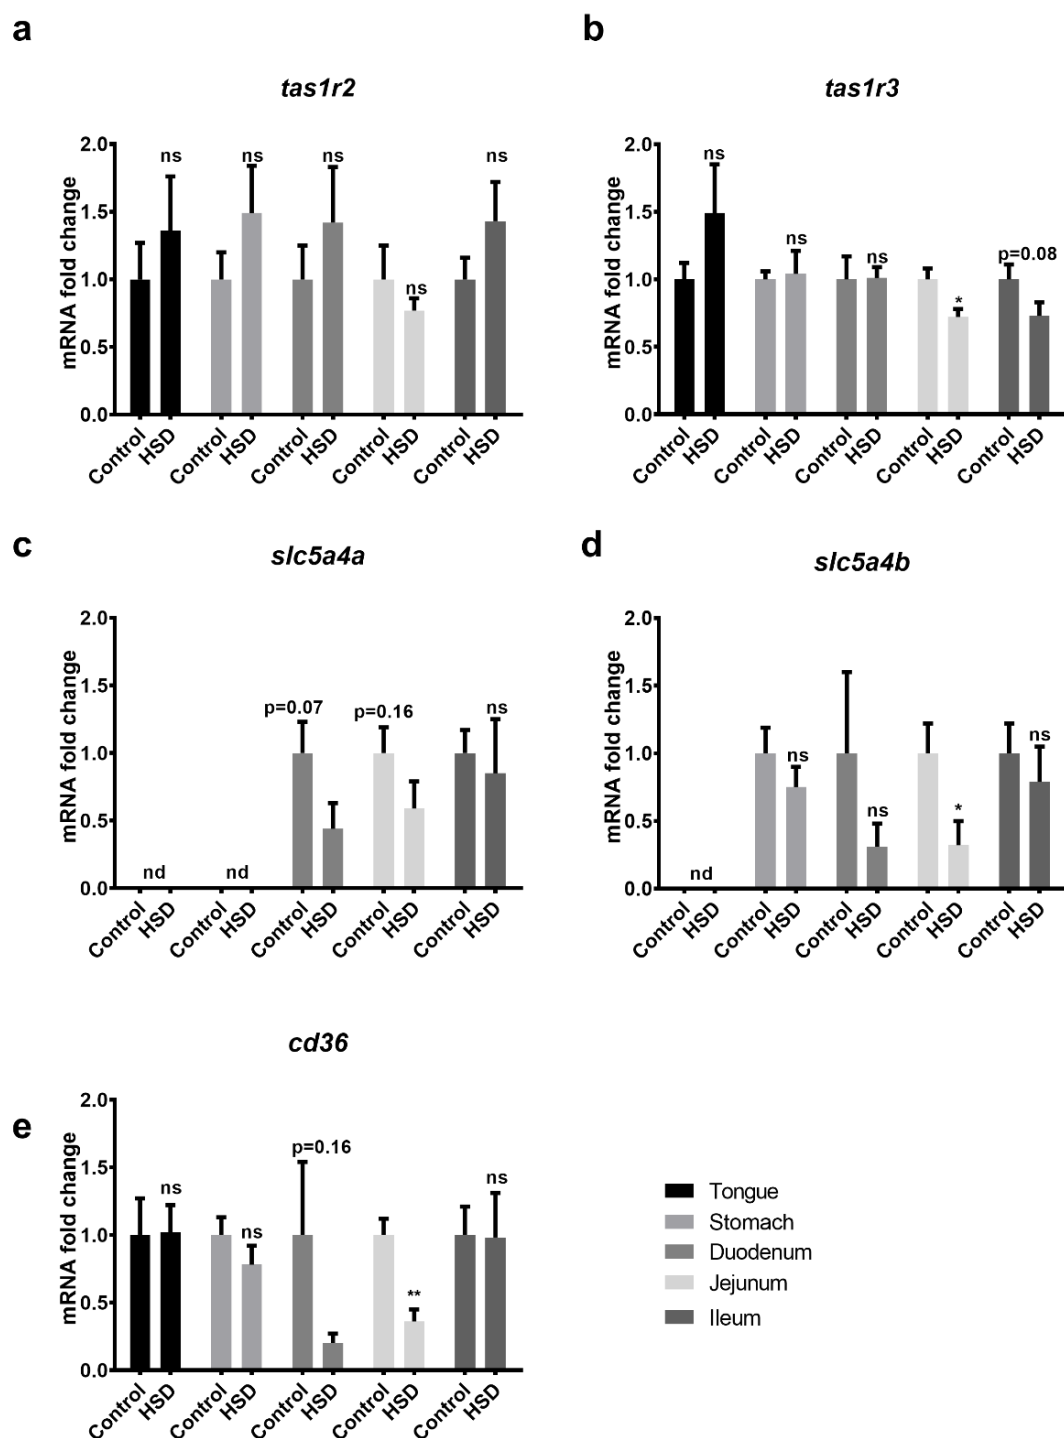 a
tas1r2
mRNA fold change
2.0
1.5
1.0
0.5
0.0
ns
ns
ns
ns
ns
Control HSD Control HSD Control HSD Control HSD Control HSD
b
tas1r3
mRNA fold change
2.0
1.5
1.0
0.5
0.0
ns
ns
ns
*
p=0.08
Control HSD Control HSD Control HSD Control HSD Control HSD
c
slc5a4a
mRNA fold change
2.0
1.5
1.0
0.5
0.0
nd
nd
p=0.07
p=0.16
ns
Control HSD Control HSD Control HSD Control HSD Control HSD
d
slc5a4b
mRNA fold change
2.0
1.5
1.0
0.5
0.0
nd
ns
ns
*
ns
Control HSD Control HSD Control HSD Control HSD Control HSD
e
cd36
mRNA fold change
2.0
1.5
1.0
0.5
0.0
ns
ns
p=0.16
**
ns
Control HSD Control HSD Control HSD Control HSD Control HSD
Tongue
Stomach
Duodenum
Jejunum
Ileum